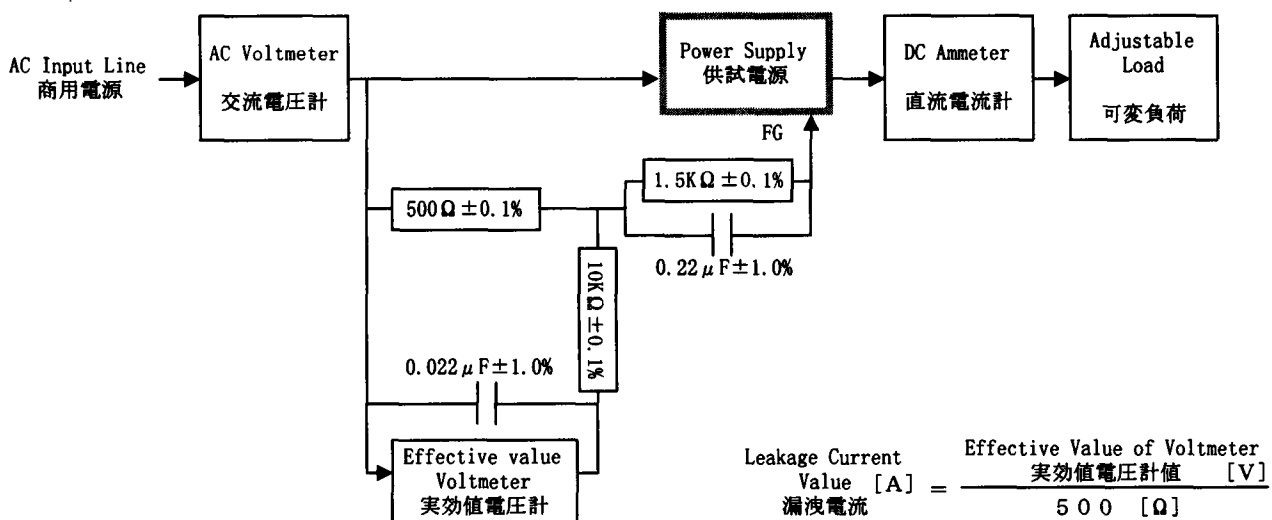 AC Input Line
商用電源
AC Voltmeter
交流電圧計
Power Supply
供試電源
DC Ammeter
直流電流計
Adjustable
Load
可変負荷
FG
1.5KΩ±0.1%
500Ω±0.1%
0.22μF±1.0%
10KΩ±0.1%
0.022μF±1.0%
Effective value
Voltmeter
実効値電圧計
Leakage Current
Value [A] =
漏洩電流
Effective Value of Voltmeter
実効値電圧計値 [V]
500 [Ω]